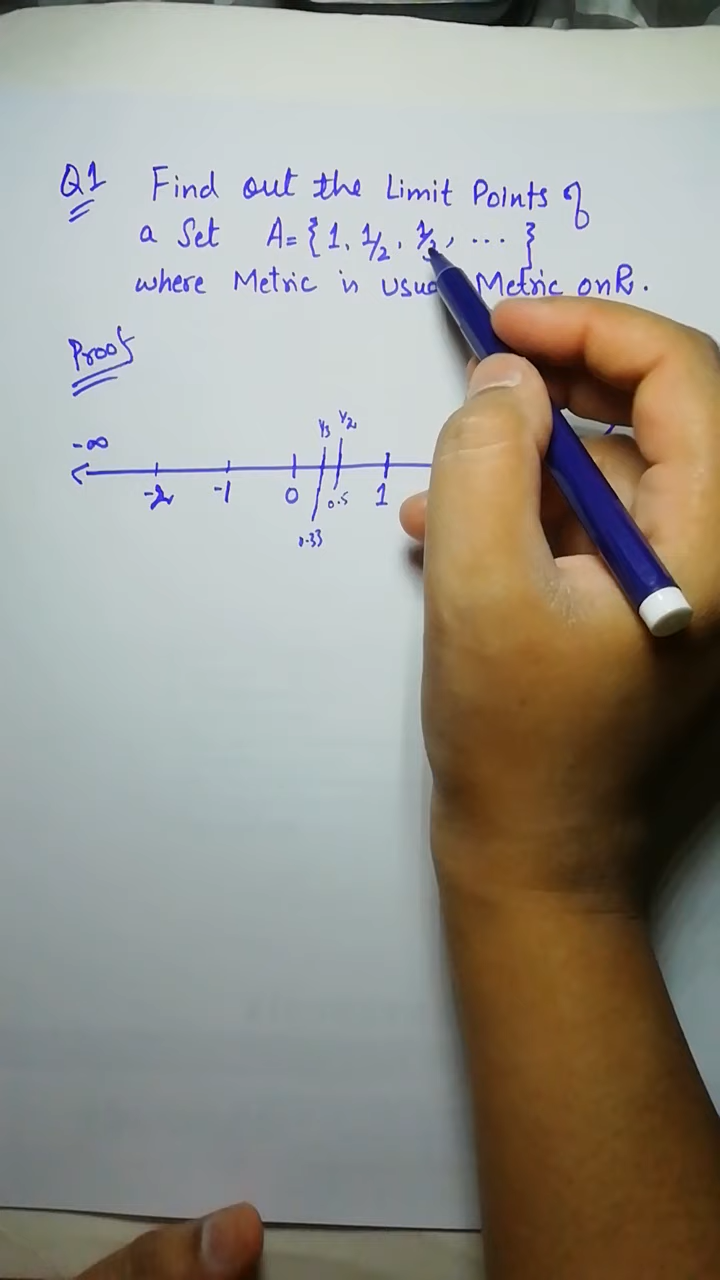 Q1 Find out the Limit Points of
a Set A = { 1, 1/2, 1/3, ... }
where Metric is Metric on R.
Proof
1/3 1/2
-∞
-2 -1 0 0.5 1
0.33